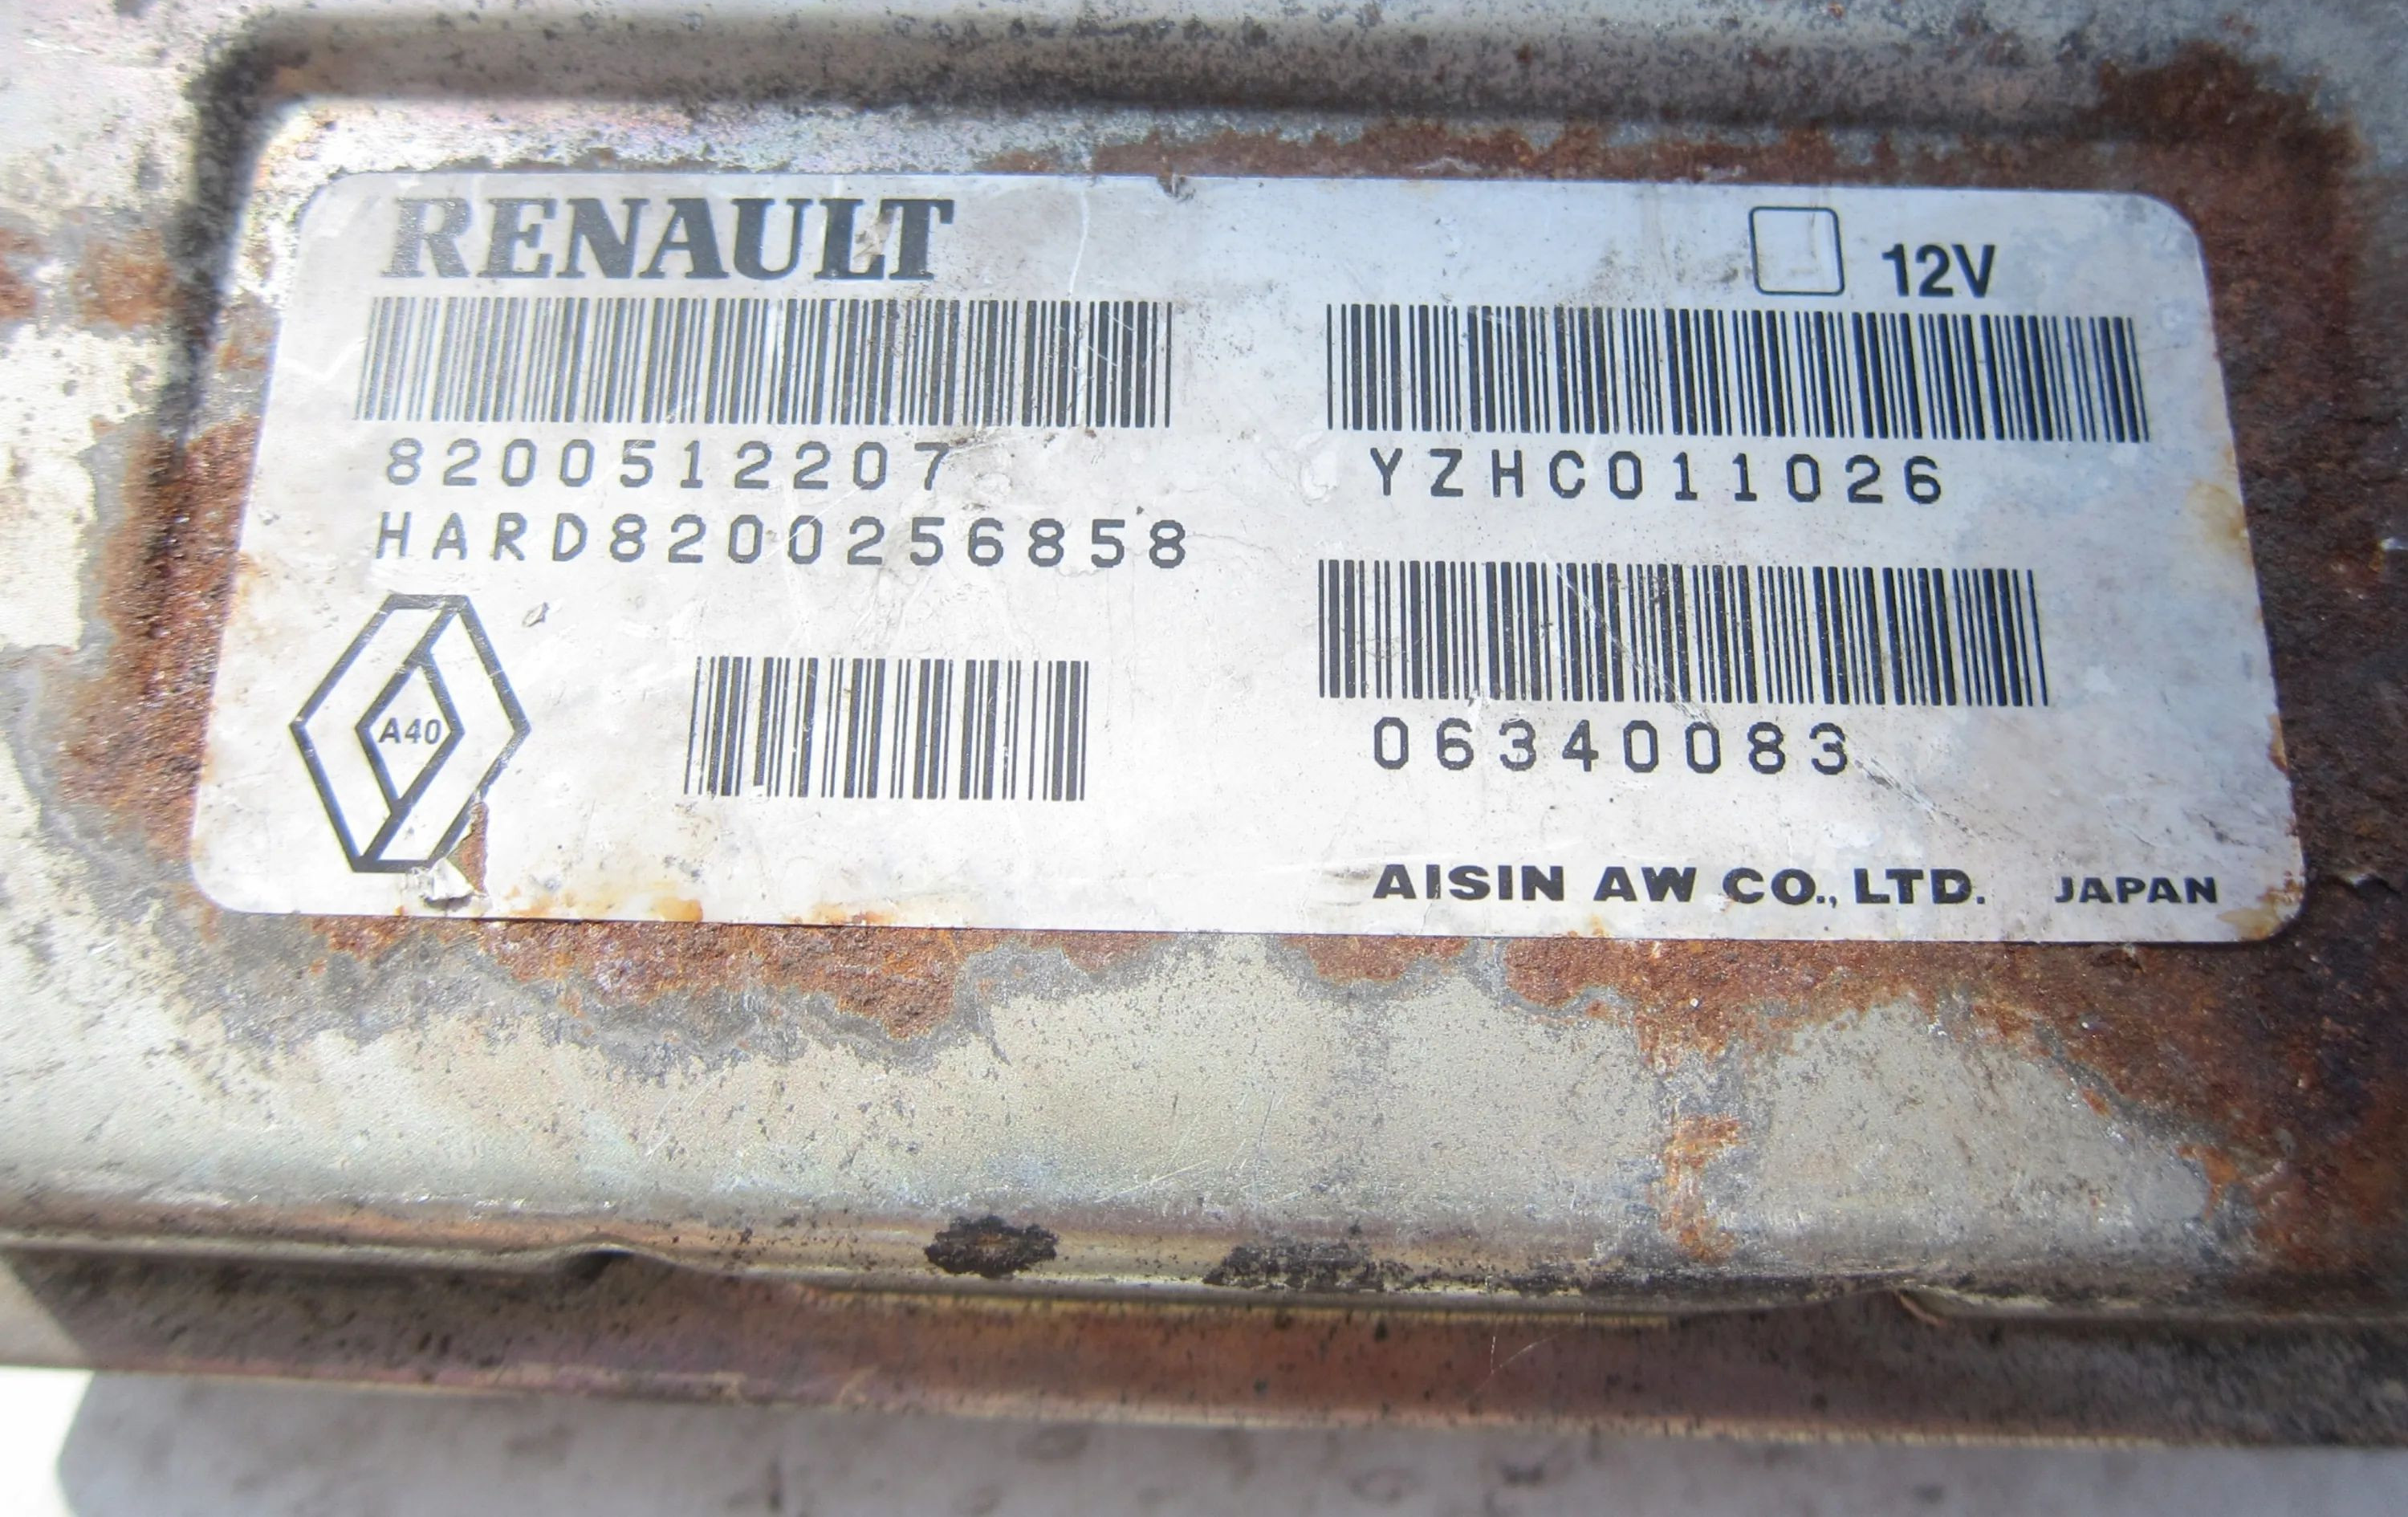 RENAULT
12V
8200512207
HARD8200256858
YZHC011026
A40
06340083
AISIN AW CO., LTD. JAPAN